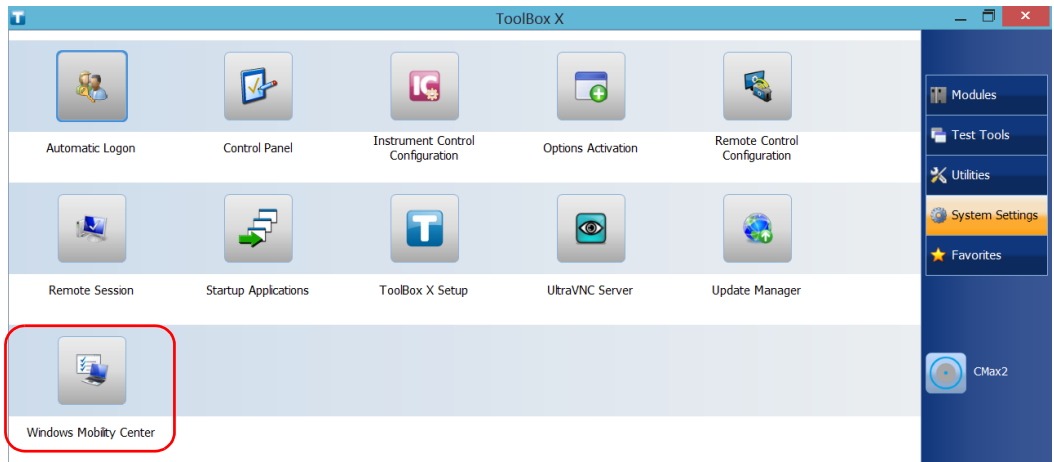 ToolBox X
Automatic Logon
Control Panel
Instrument Control
Configuration
Options Activation
Remote Control
Configuration
Remote Session
Startup Applications
ToolBox X Setup
UltraVNC Server
Update Manager
Windows Mobility Center
Modules
Test Tools
Utilities
System Settings
Favorites
CMax2